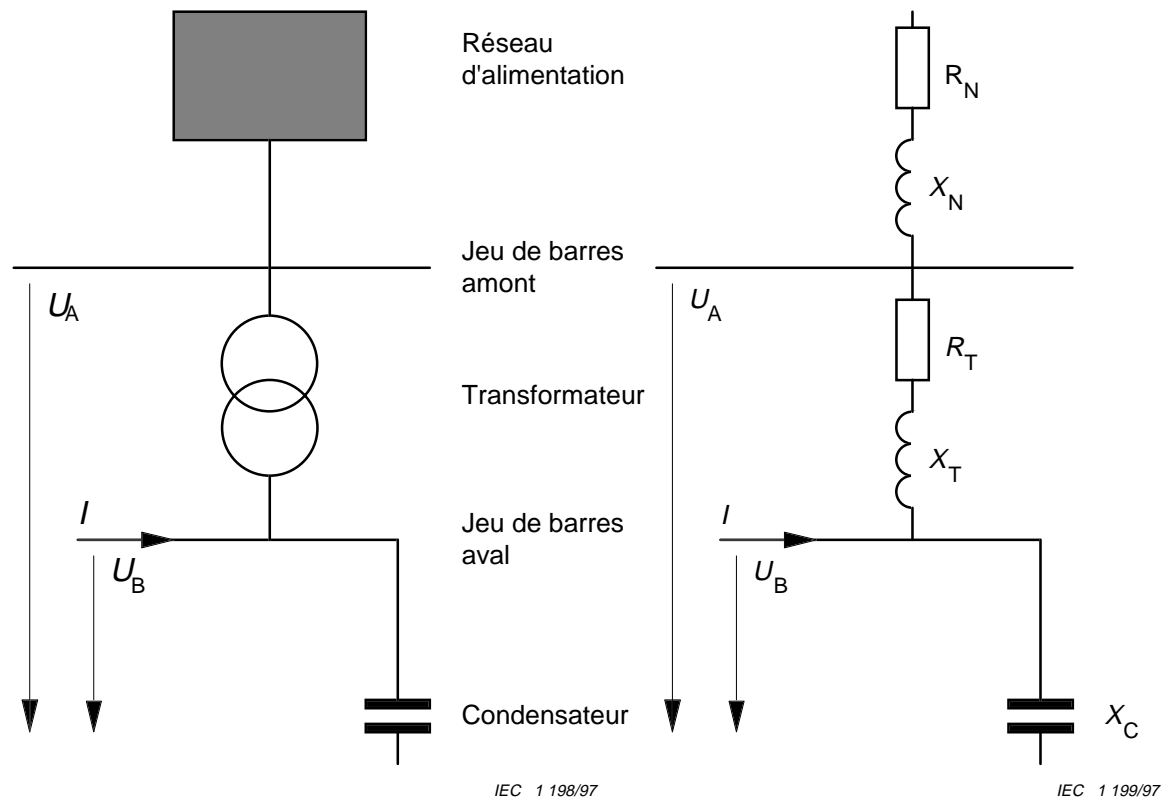 Réseau
d'alimentation
R_N
X_N
Jeu de barres
amont
U_A
U_A
R_T
Transformateur
X_T
I
Jeu de barres
aval
I
U_B
U_B
Condensateur
X_C
IEC 1 198/97
IEC 1 199/97